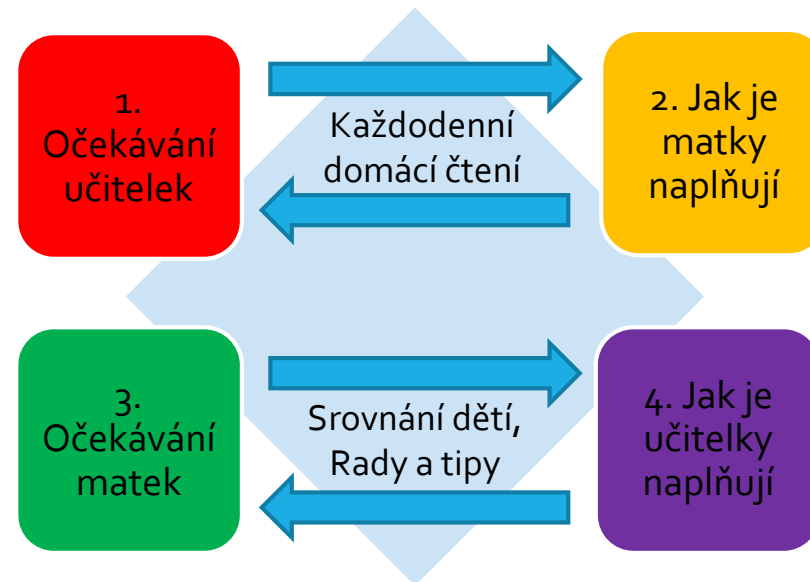 1.
Očekávání
učitelek
Každodenní
domácí čtení
2. Jak je
matky
naplňují
3.
Očekávání
matek
Srovnání dětí,
Rady a tipy
4. Jak je
učitelky
naplňují